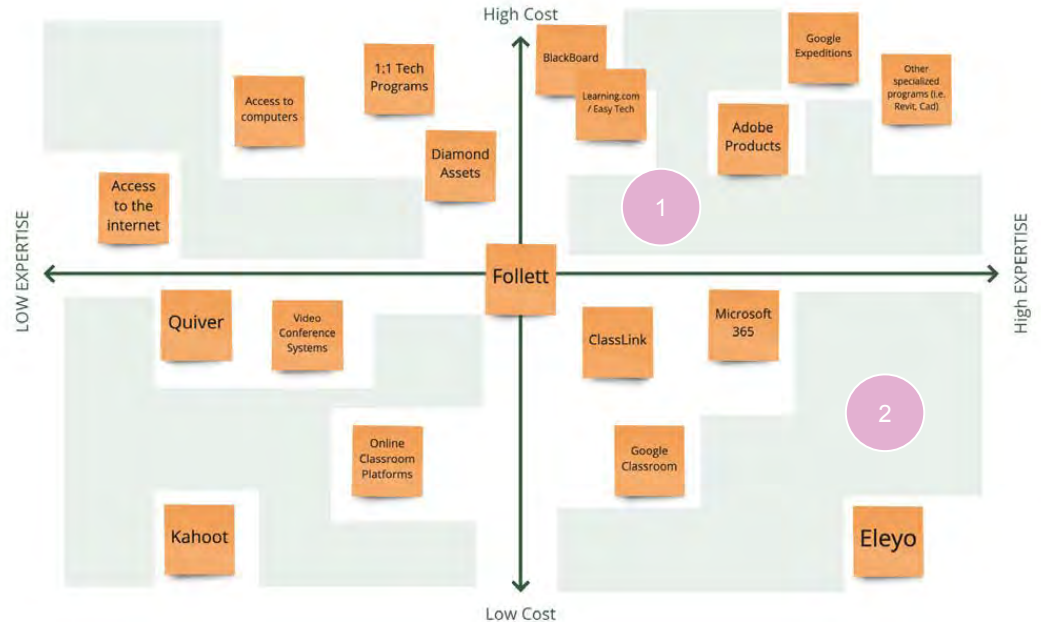 High Cost
BlackBoard
Google
Expeditions
1:1 Tech
Programs
Other
specialized
programs (i.e.
Revit, Cad)
Access to
computers
Learning.com
/ Easy Tech
Adobe
Products
Diamond
Assets
Access
to the
internet
1
LOW EXPERTISE
Follett
High EXPERTISE
Quiver
Video
Conference
Systems
ClassLink
Microsoft
365
2
Online
Classroom
Platforms
Google
Classroom
Kahoot
Eleyo
Low Cost